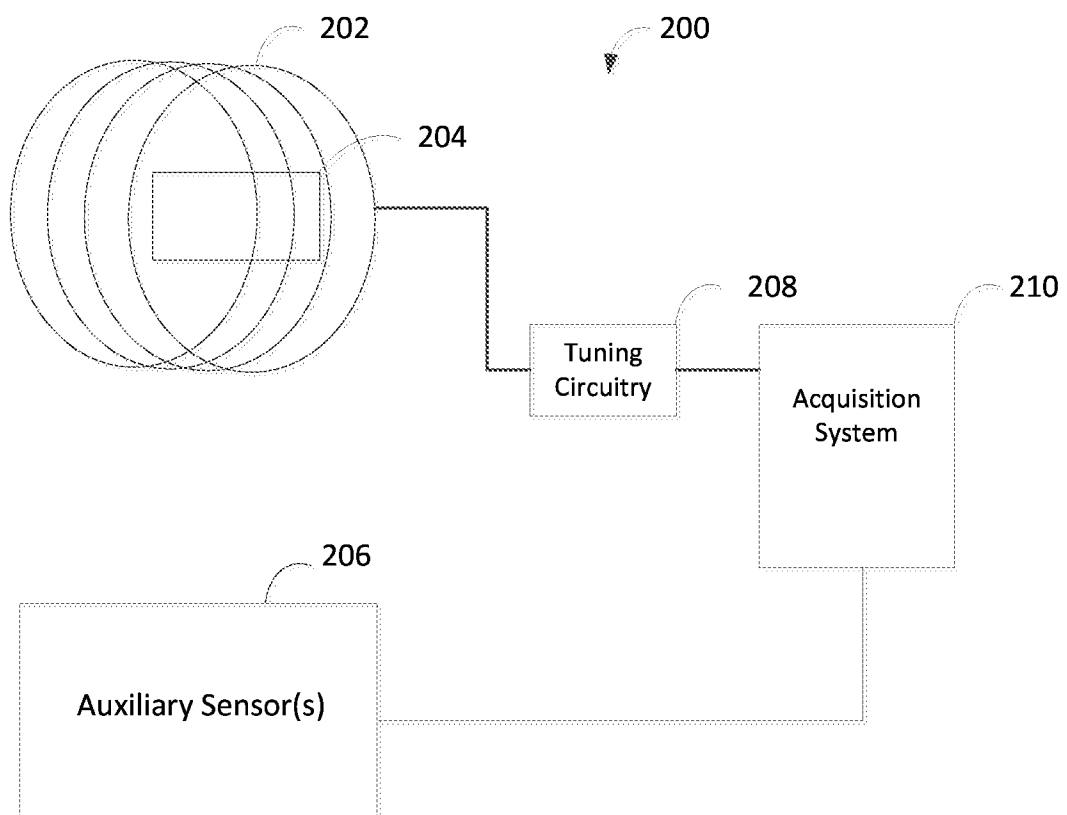 202
200
204
208
210
Tuning
Circuitry
Acquisition
System
206
Auxiliary Sensor(s)